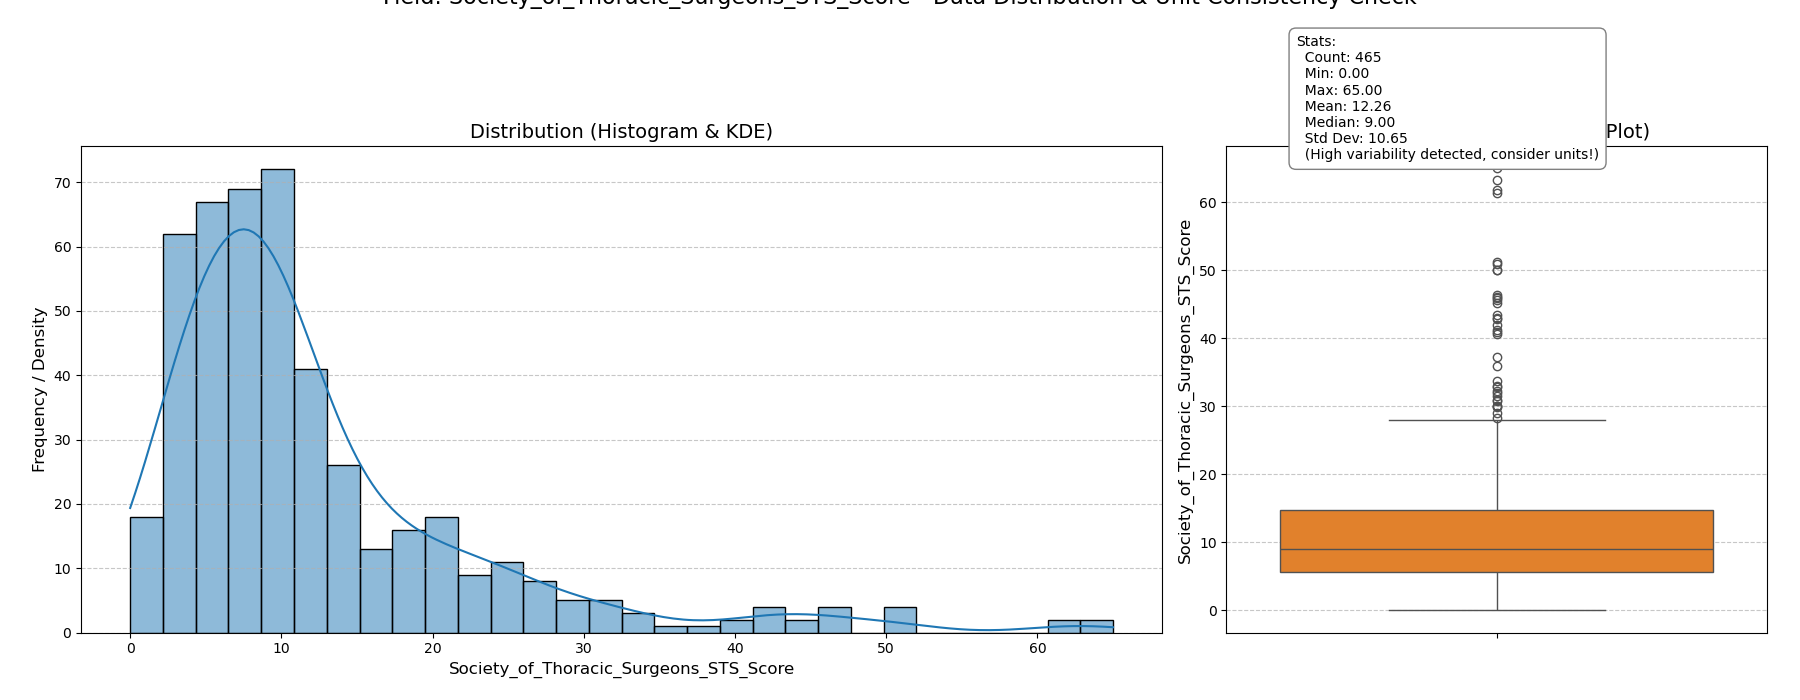 Field: Society_of_Thoracic_Surgeons_STS_Score - Data Distribution & Unit Consistency Check
Distribution (Histogram & KDE)
Frequency / Density
70
60
50
40
30
20
10
0
0 10 20 30 40 50 60
Society_of_Thoracic_Surgeons_STS_Score
Stats:
Count: 465
Min: 0.00
Max: 65.00
Mean: 12.26
Median: 9.00
Std Dev: 10.65
(High variability detected, consider units!)
Plot)
Society_of_Thoracic_Surgeons_STS_Score
60
50
40
30
20
10
0